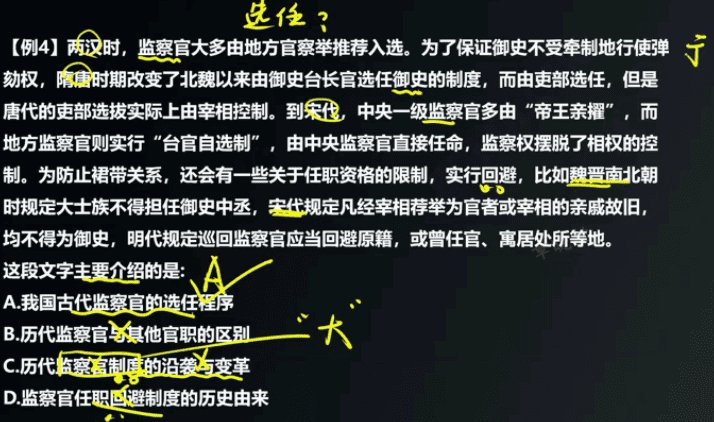 选任?
【例4】两汉时，监察官大多由地方官察举推荐入选。为了保证御史不受牵制地行使弹
劾权，隋唐时期改变了北魏以来由御史台长官选任御史的制度，而由吏部选任，但是
唐代的吏部选拔实际上由宰相控制。到宋代，中央一级监察官多由“帝王亲擢”，而
地方监察官则实行“台官自选制”，由中央监察官直接任命，监察权摆脱了相权的控
制。为防止裙带关系，还会有一些关于任职资格的限制，实行回避，比如魏晋南北朝
时规定大士族不得担任御史中丞，宋代规定凡经宰相荐举为官者或宰相的亲戚故旧，
均不得为御史，明代规定巡回监察官应当回避原籍，或曾任官、寓居处所等地。
这段文字主要介绍的是:
A
A.我国古代监察官的选任程序
B.历代监察官与其他官职的区别
“大”
C.历代监察官制度的沿袭与变革
D.监察官任职回避制度的历史由来